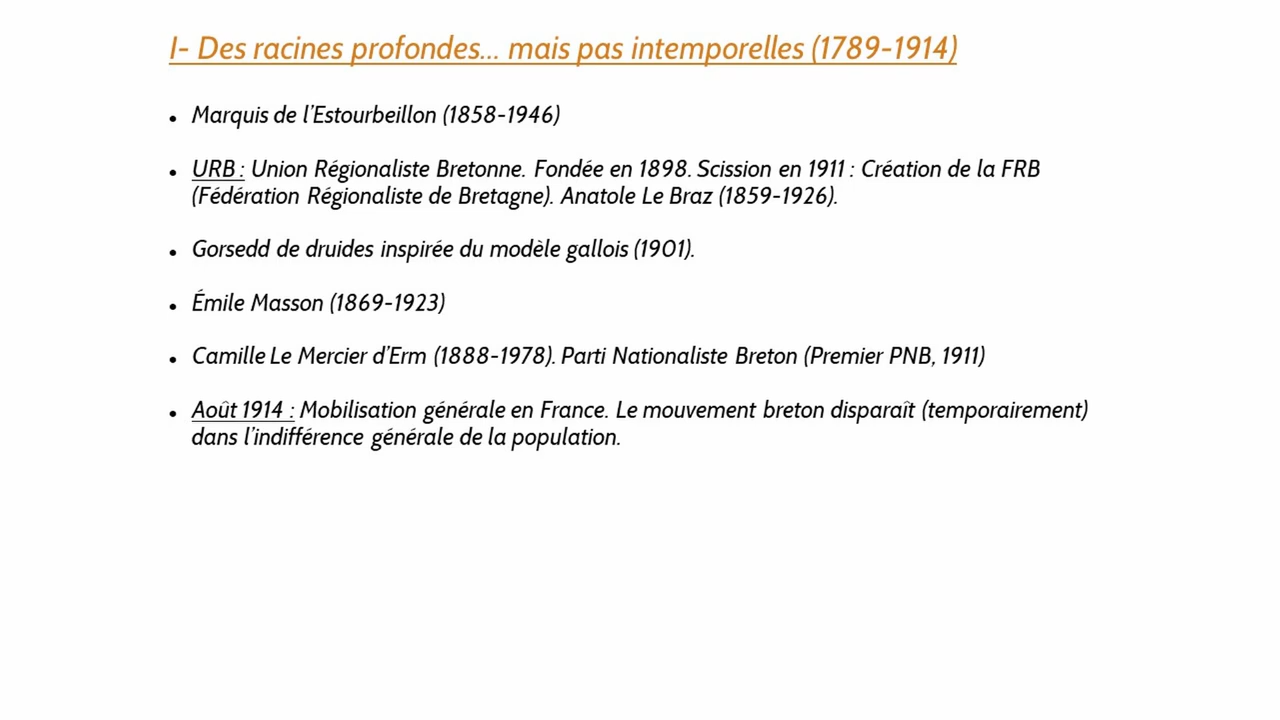 I- Des racines profondes... mais pas intemporelles (1789-1914)
• Marquis de l'Estourbeillon (1858-1946)
• URB : Union Régionaliste Bretonne. Fondée en 1898. Scission en 1911 : Création de la FRB
(Fédération Régionaliste de Bretagne). Anatole Le Braz (1859-1926).
• Gorsedd de druides inspirée du modèle gallois (1901).
• Émile Masson (1869-1923)
• Camille Le Mercier d'Erm (1888-1978). Parti Nationaliste Breton (Premier PNB, 1911)
• Août 1914 : Mobilisation générale en France. Le mouvement breton disparaît (temporairement)
dans l'indifférence générale de la population.